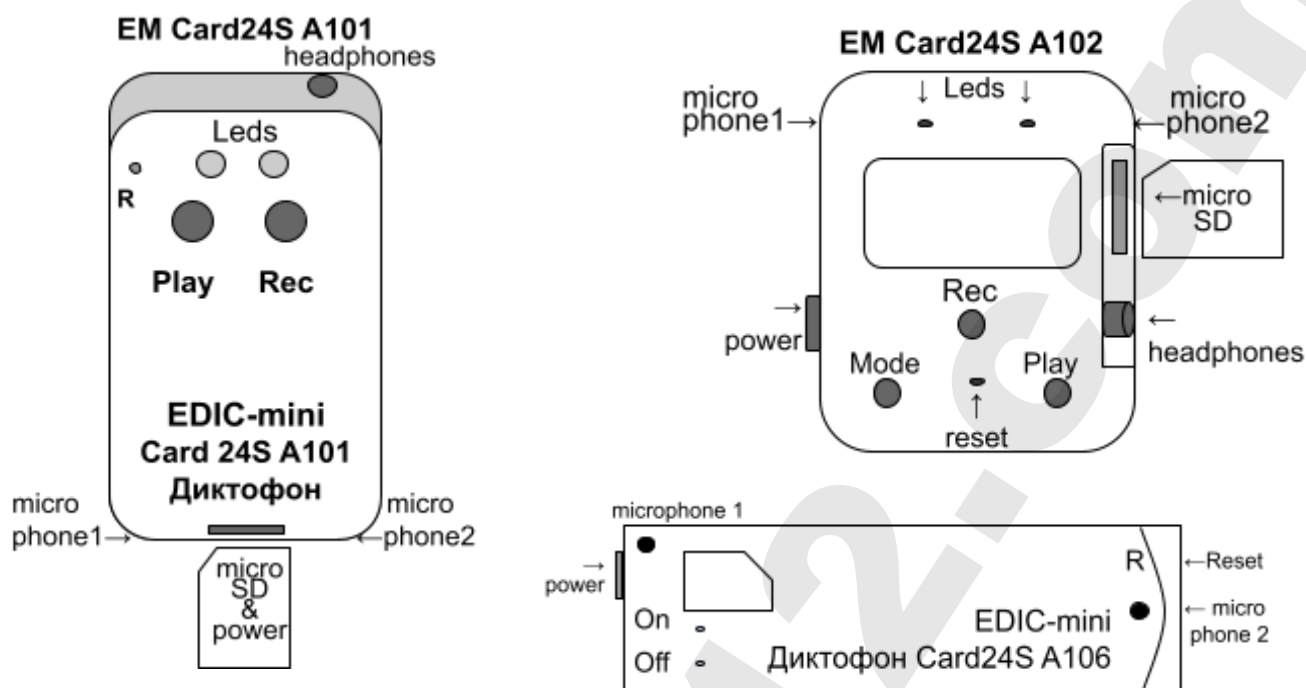 EM Card24S A101
headphones
Leds
R
Play Rec
EDIC-mini
Card 24S A101
Диктофон
micro
phone1→
micro
←phone2
micro
SD
&
power
EM Card24S A102
↓ Leds ↓
micro
phone1→
micro
←phone2
←micro
SD
Rec
→
power
←
headphones
Mode
Play
↑
reset
microphone 1
→
power
On
Off
R
←Reset
← micro
phone 2
EDIC-mini
Диктофон Card24S A106